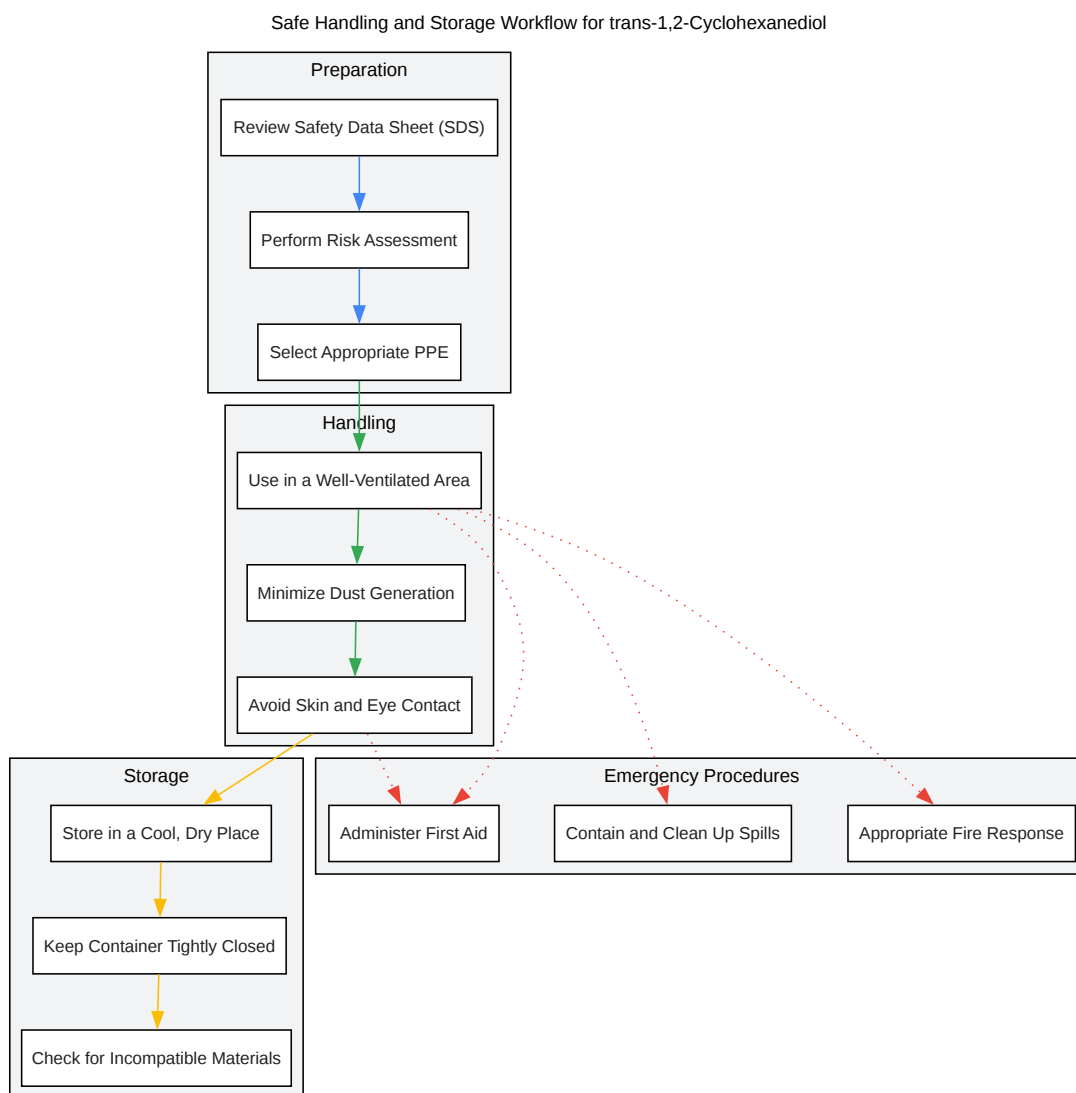 Safe Handling and Storage Workflow for trans-1,2-Cyclohexanediol
Preparation
Review Safety Data Sheet (SDS)
Perform Risk Assessment
Select Appropriate PPE
Handling
Use in a Well-Ventilated Area
Minimize Dust Generation
Avoid Skin and Eye Contact
Storage
Store in a Cool, Dry Place
Keep Container Tightly Closed
Check for Incompatible Materials
Emergency Procedures
Administer First Aid
Contain and Clean Up Spills
Appropriate Fire Response